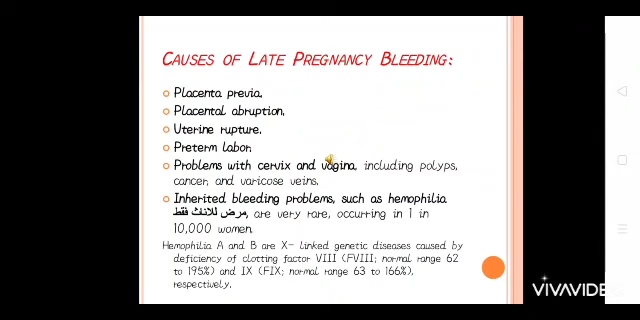 CAUSES OF LATE PREGNANCY BLEEDING:
Placenta previa.
Placental abruption.
Uterine rupture.
Preterm labor.
Problems with cervix and vagina, including polyps,
cancer, and varicose veins.
Inherited bleeding problems, such as hemophilia
مرض للاناث فقط, are very rare, occurring in 1 in
10,000 women.
Hemophilia A and B are X- linked genetic diseases caused by
deficiency of clotting factor VIII (FVIII; normal range 62
to 195%) and IX (FIX; normal range 63 to 166%),
respectively.
VIVAVIDE